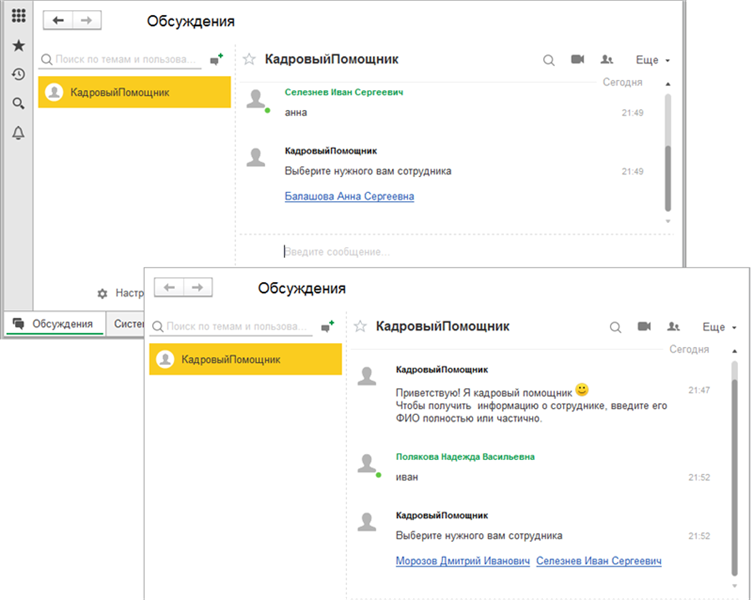 Обсуждения
Поиск по темам и пользова...
КадровыйПомощник
Еще
КадровыйПомощник
Сегодня
Селезнев Иван Сергеевич
анна
21:49
КадровыйПомощник
Выберите нужного вам сотрудника
21:49
Балашова Анна Сергеевна
Введите сообщение...
Настр
Обсуждения
Систем
Обсуждения
Поиск по темам и пользова...
КадровыйПомощник
Еще
КадровыйПомощник
Сегодня
КадровыйПомощник
Приветствую! Я кадровый помощник
21:47
Чтобы получить информацию о сотруднике, введите его
ФИО полностью или частично.
Полякова Надежда Васильевна
иван
21:52
КадровыйПомощник
Выберите нужного вам сотрудника
21:52
Морозов Дмитрий Иванович Селезнев Иван Сергеевич